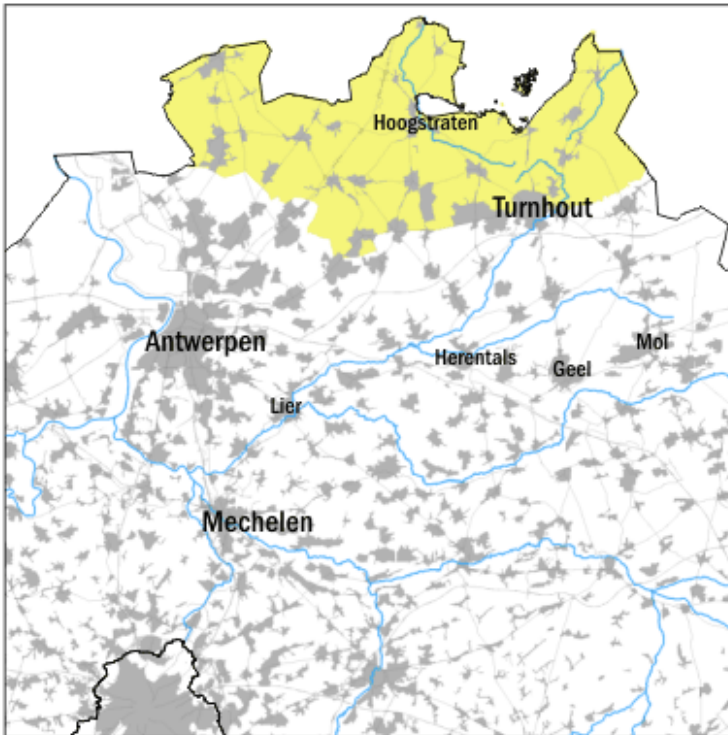 Hoogstraten
Turnhout
Antwerpen
Herentals
Geel
Mol
Lier
Mechelen